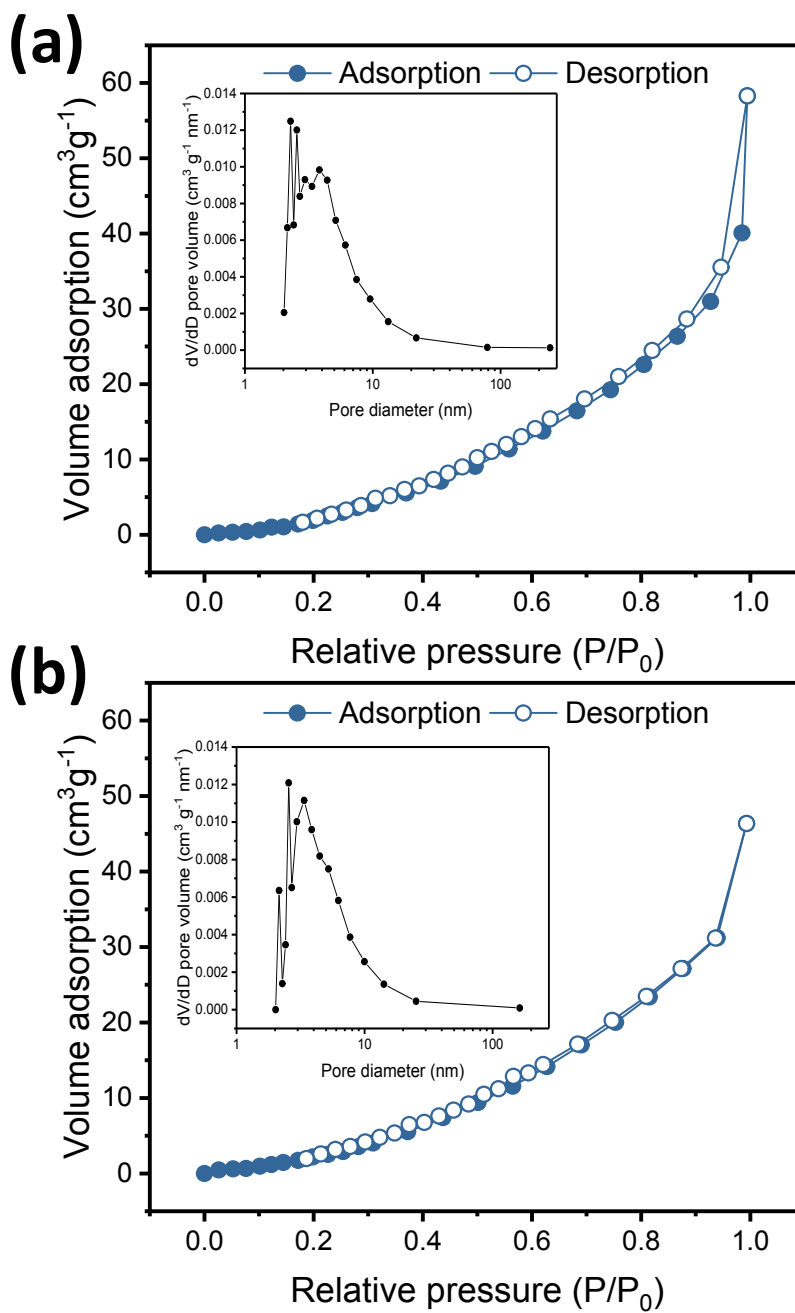 (a)
Adsorption Desorption
60
50
40
30
20
10
0
Volume adsorption (cm³g⁻¹)
0.014
0.012
0.010
0.008
0.006
0.004
0.002
0.000
dV/dD pore volume (cm³ g⁻¹ nm⁻¹)
1 10 100
Pore diameter (nm)
0.0 0.2 0.4 0.6 0.8 1.0
Relative pressure (P/P₀)
(b)
Adsorption Desorption
60
50
40
30
20
10
0
Volume adsorption (cm³g⁻¹)
0.014
0.012
0.010
0.008
0.006
0.004
0.002
0.000
dV/dD pore volume (cm³ g⁻¹ nm⁻¹)
1 10 100
Pore diameter (nm)
0.0 0.2 0.4 0.6 0.8 1.0
Relative pressure (P/P₀)